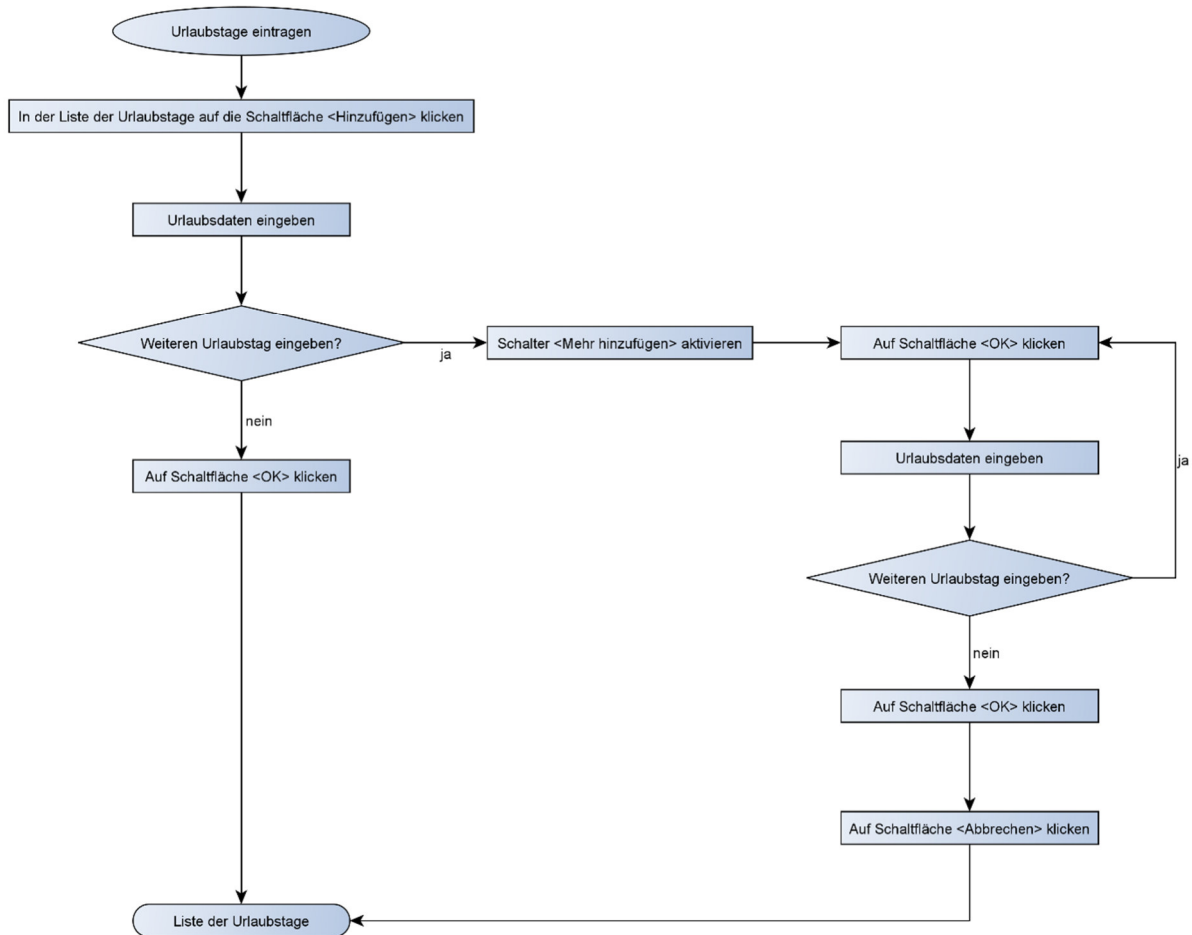 Urlaubstage eintragen
In der Liste der Urlaubstage auf die Schaltfläche <Hinzufügen> klicken
Urlaubsdaten eingeben
Weiteren Urlaubstag eingeben?
ja
Schalter <Mehr hinzufügen> aktivieren
Auf Schaltfläche <OK> klicken
nein
Auf Schaltfläche <OK> klicken
Urlaubsdaten eingeben
ja
Weiteren Urlaubstag eingeben?
nein
Auf Schaltfläche <OK> klicken
Auf Schaltfläche <Abbrechen> klicken
Liste der Urlaubstage